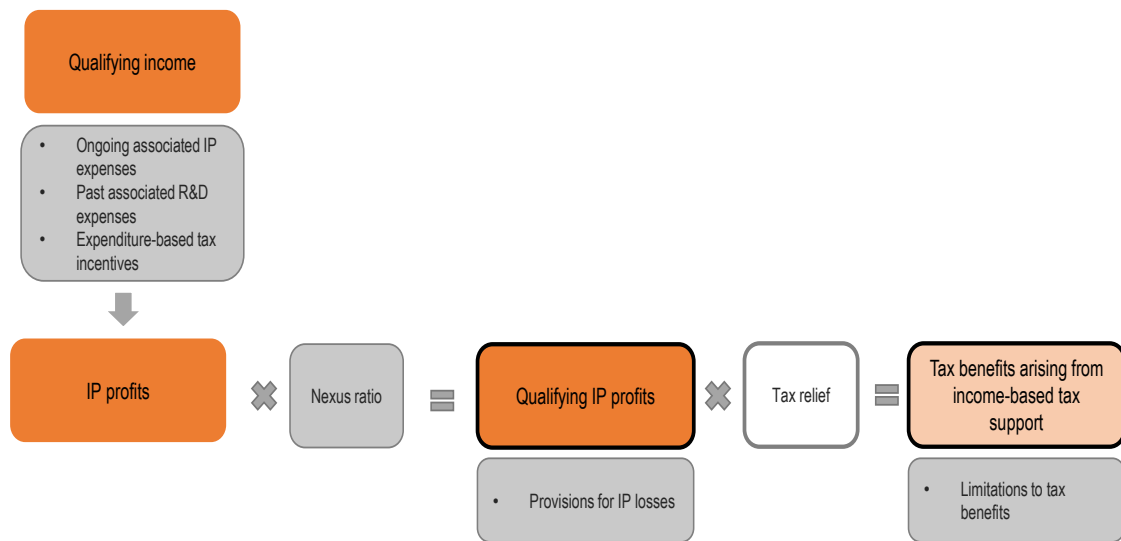 Qualifying income
• Ongoing associated IP
expenses
• Past associated R&D
expenses
• Expenditure-based tax
incentives
IP profits
Nexus ratio
Qualifying IP profits
Tax relief
Tax benefits arising from
income-based tax
support
• Provisions for IP losses
• Limitations to tax
benefits